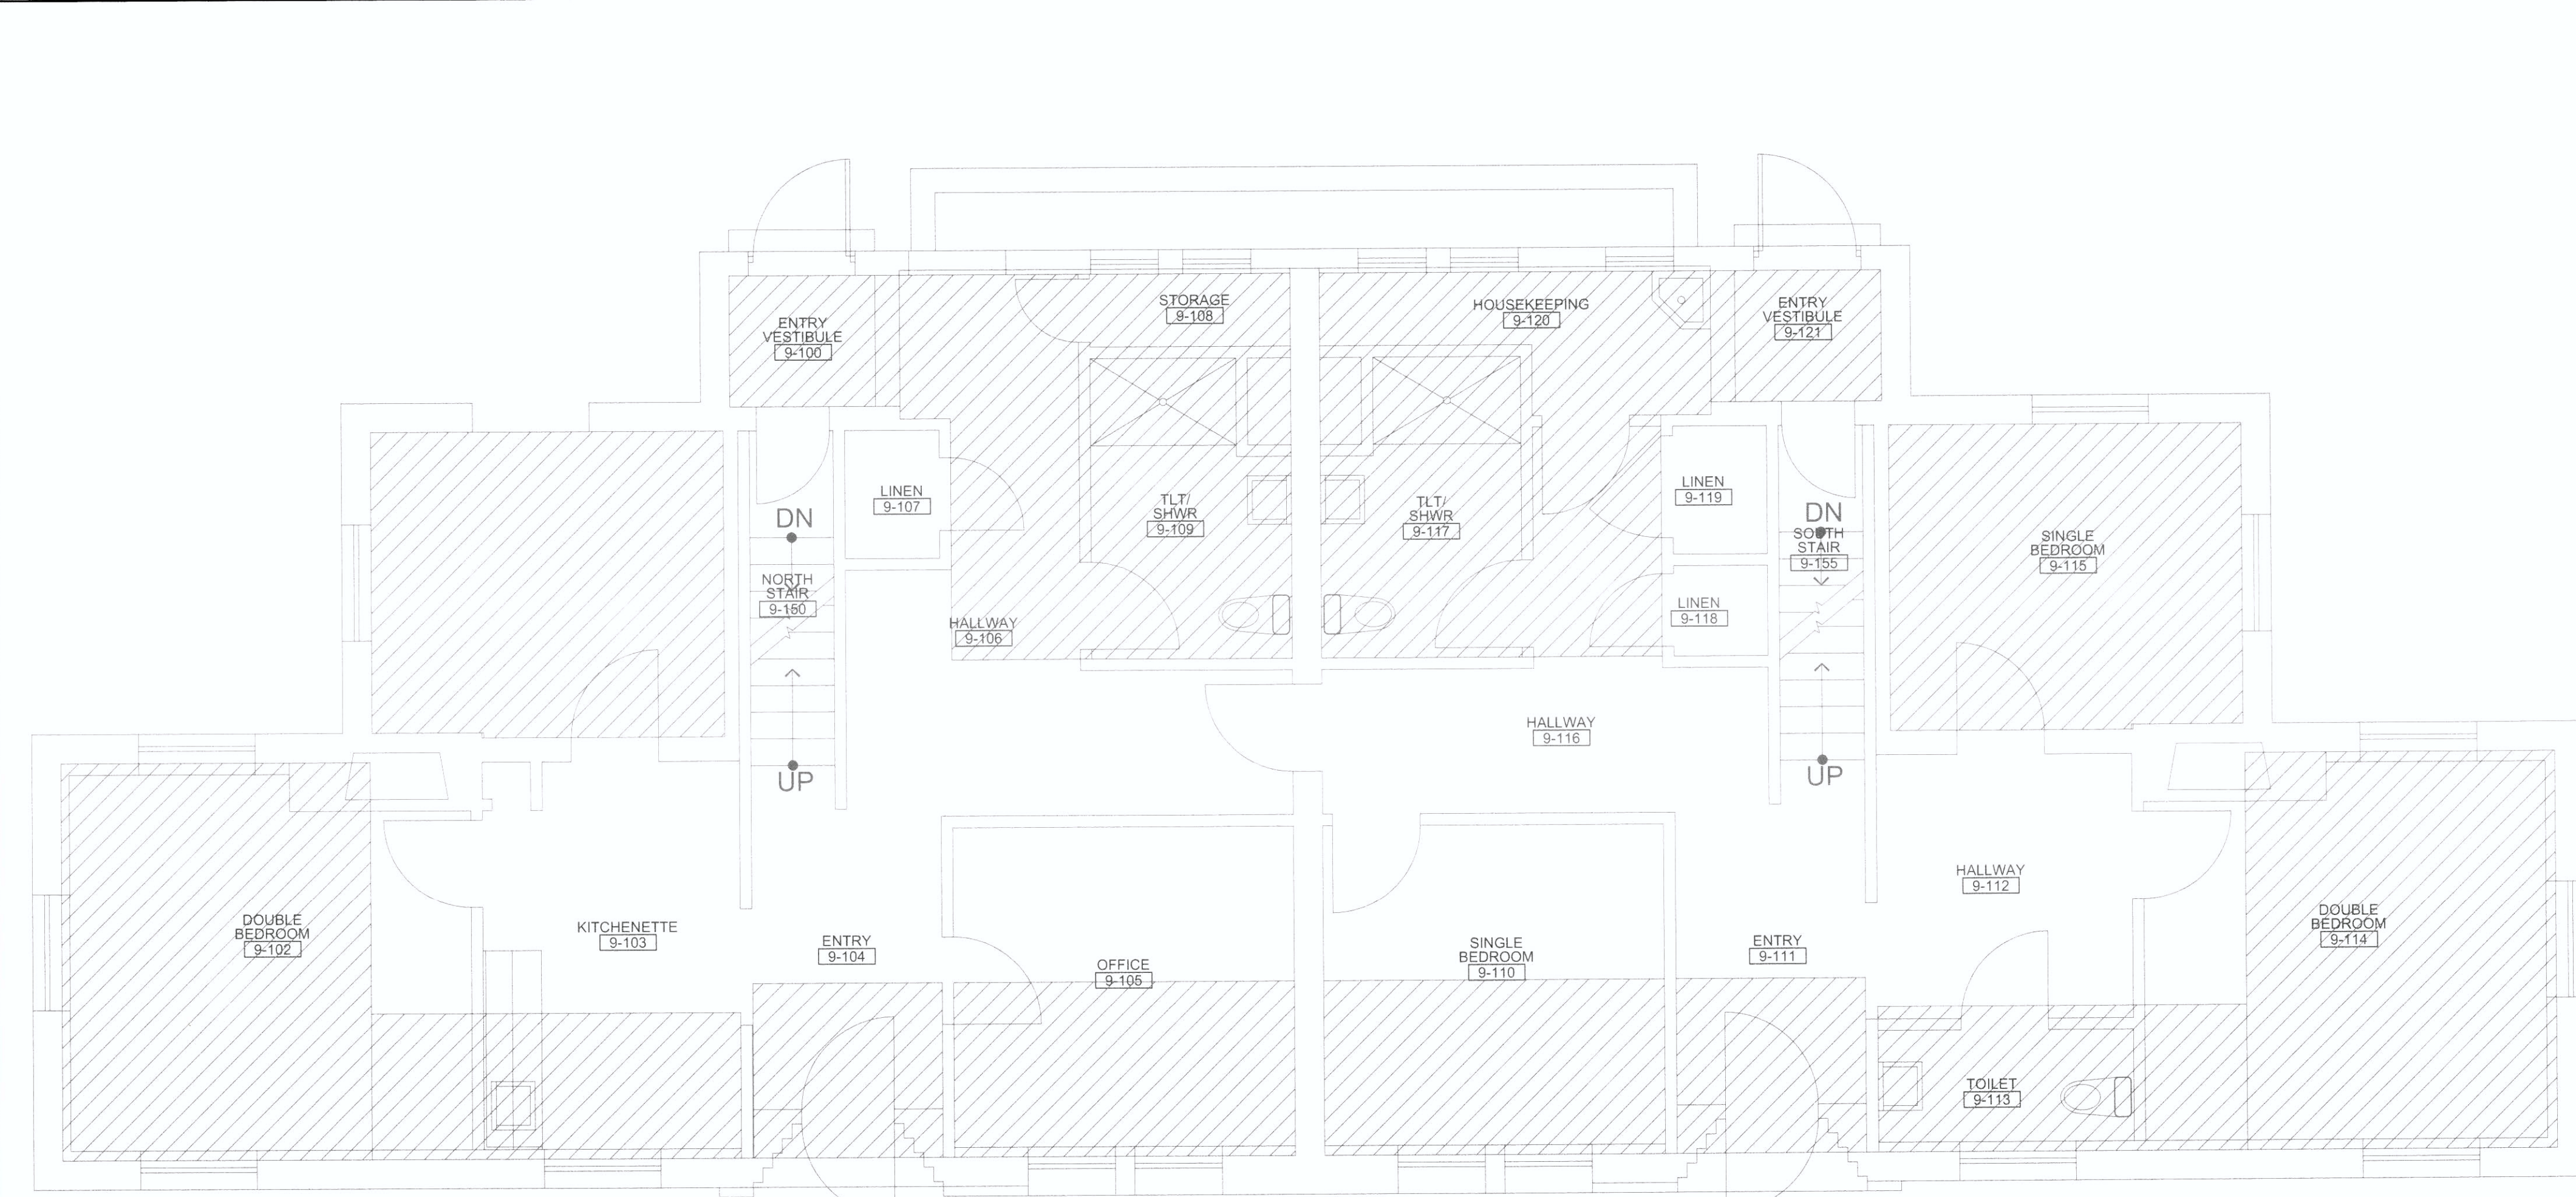 STORAGE
9-108
HOUSEKEEPING
9-120
ENTRY
VESTIBULE
9-100
ENTRY
VESTIBULE
9-121
LINEN
9-107
TLT/
SHWR
9-109
TLT/
SHWR
9-117
LINEN
9-119
DN
NORTH
STAIR
9-150
DN
SOUTH
STAIR
9-155
SINGLE
BEDROOM
9-115
HALLWAY
9-106
LINEN
9-118
UP
HALLWAY
9-116
UP
DOUBLE
BEDROOM
9-102
KITCHENETTE
9-103
ENTRY
9-104
OFFICE
9-105
SINGLE
BEDROOM
9-110
ENTRY
9-111
HALLWAY
9-112
DOUBLE
BEDROOM
9-114
TOILET
9-113